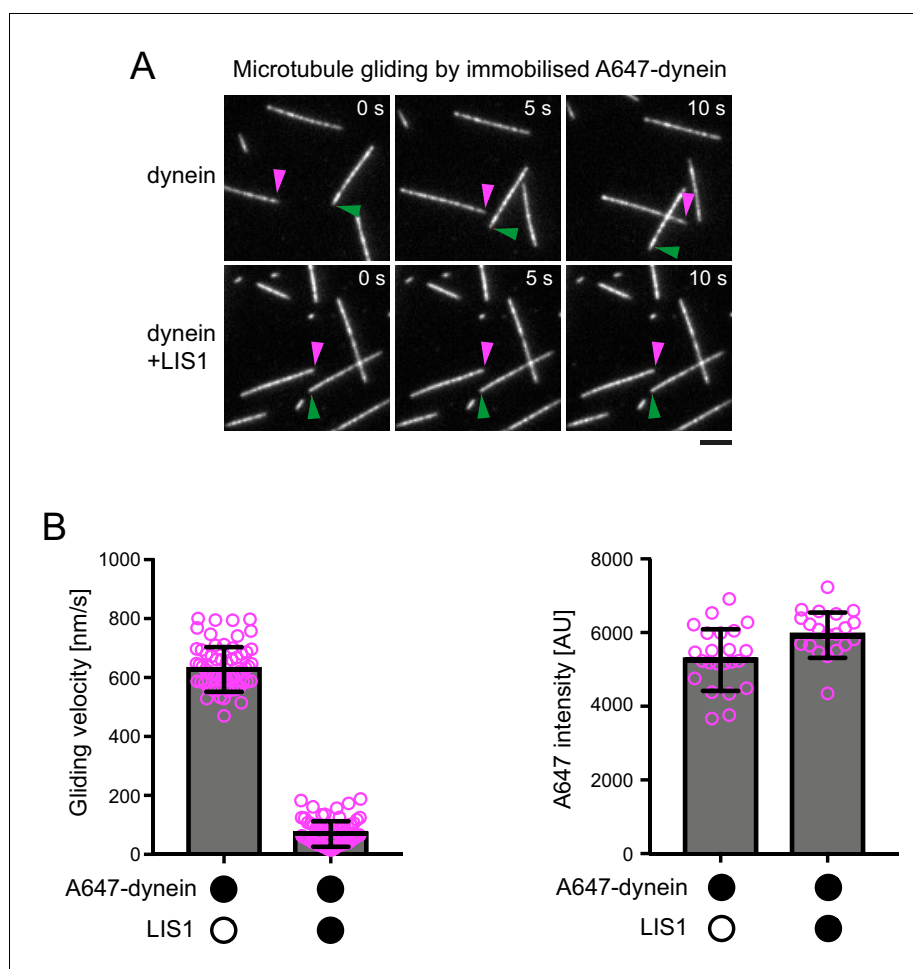 A
Microtubule gliding by immobilised A647-dynein
dynein
0 s
5 s
10 s
dynein
+LIS1
0 s
5 s
10 s
B
Gliding velocity [nm/s]
1000
800
600
400
200
0
A647-dynein
LIS1
A647 intensity [AU]
8000
6000
4000
2000
0
A647-dynein
LIS1